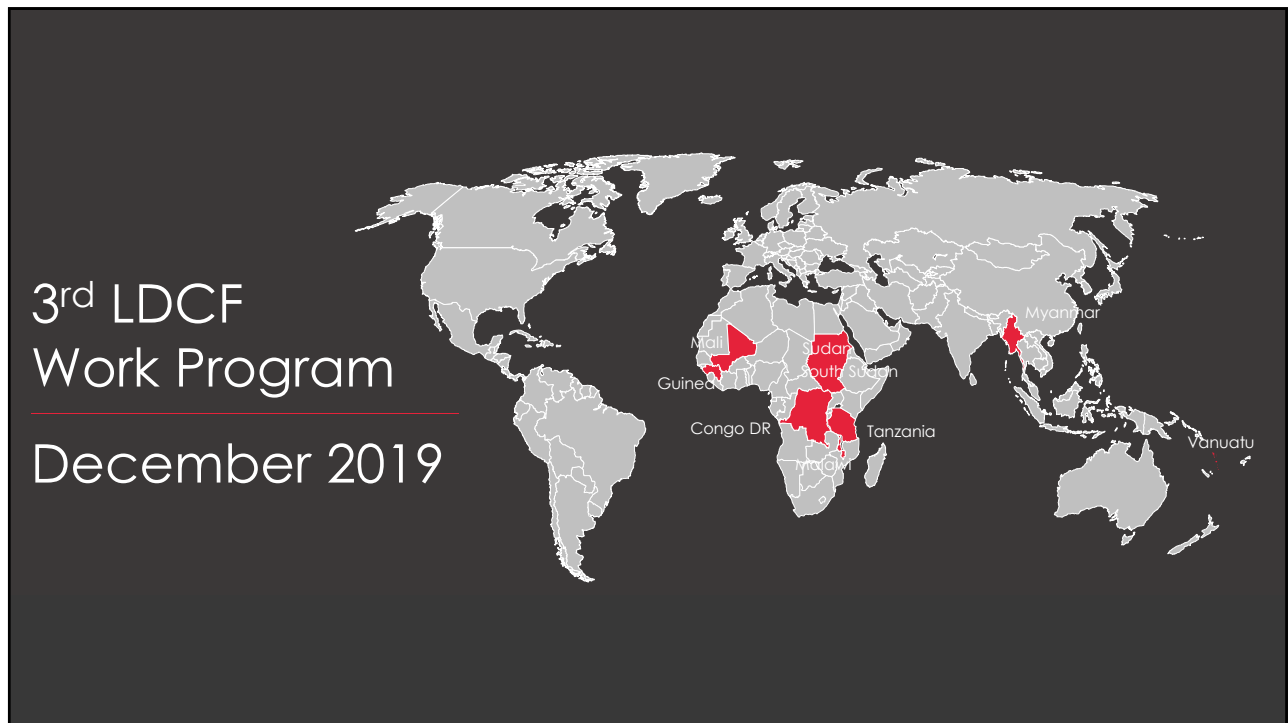 3rd LDCF
Work Program
December 2019
Myanmar
Mali
Sudan
South Sudan
Guinea
Congo DR
Tanzania
Vanuatu
Malawi